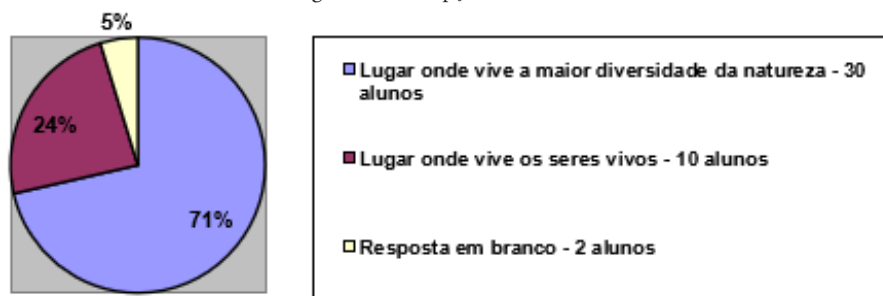 5%
24%
71%
Lugar onde vive a maior diversidade da natureza - 30
alunos
Lugar onde vive os seres vivos - 10 alunos
Resposta em branco - 2 alunos